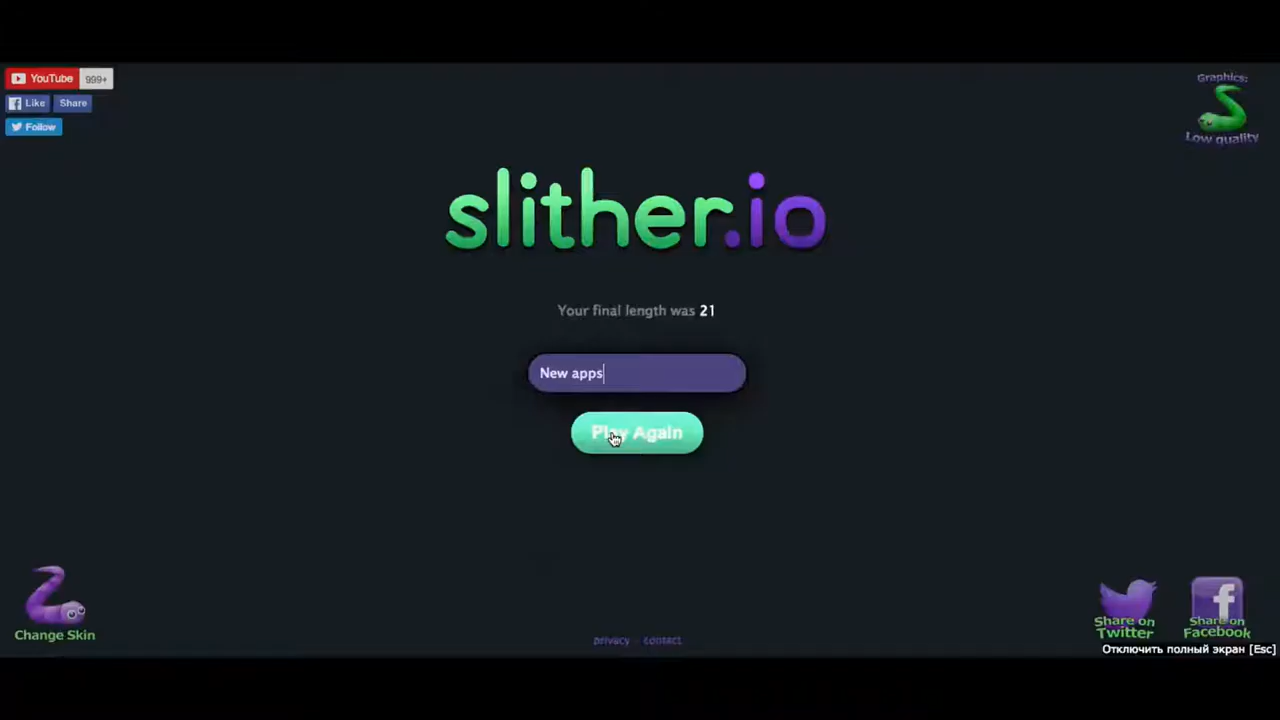 YouTube 999+
Like Share
Follow
Graphics:
Low quality
slither.io
Your final length was 21
New apps
Play Again
Change Skin
privacy - contact
Share on
Twitter
Share on
Facebook
Отключить полный экран [Esc]